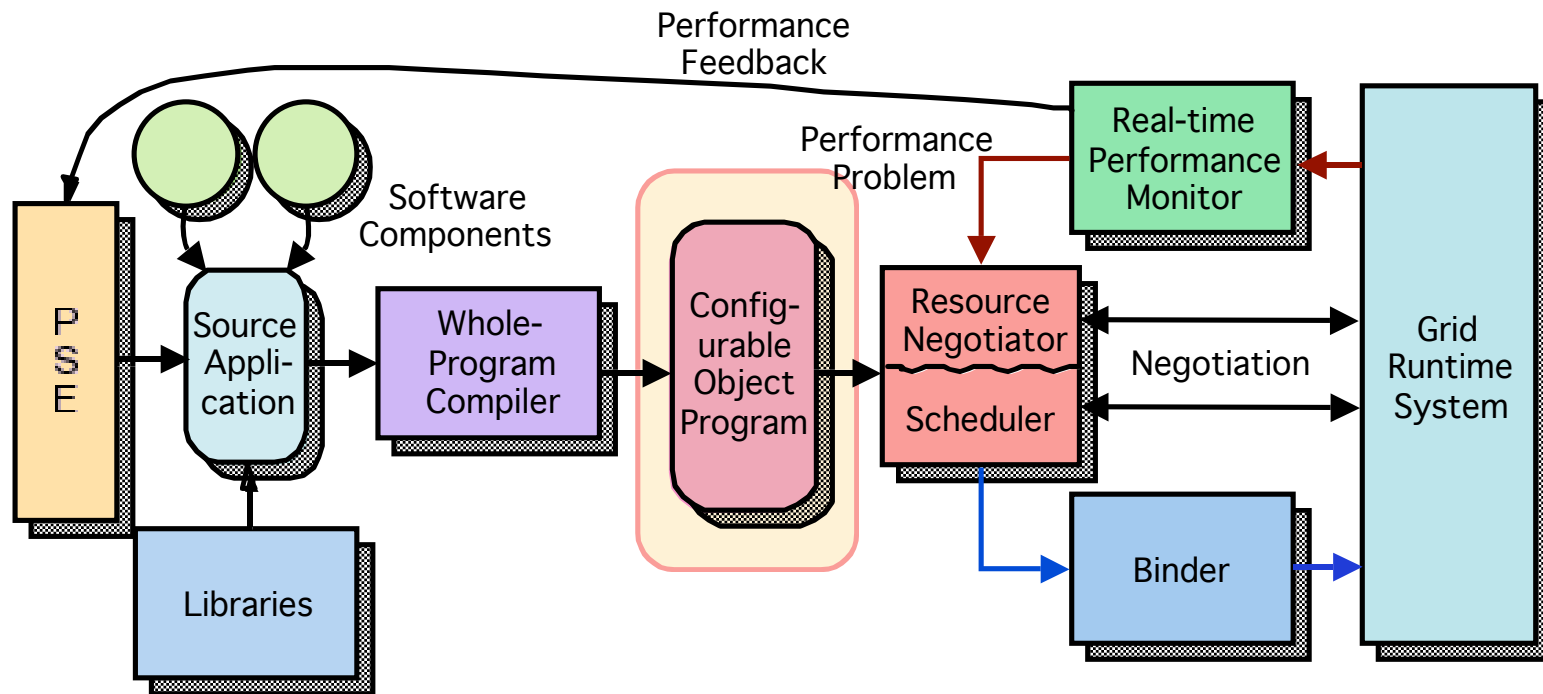 Performance
Feedback
Real-time
Performance
Monitor
Performance
Problem
Software
Components
P
S
E
Source
Appli-
cation
Whole-
Program
Compiler
Config-
urable
Object
Program
Resource
Negotiator
Scheduler
Negotiation
Grid
Runtime
System
Binder
Libraries